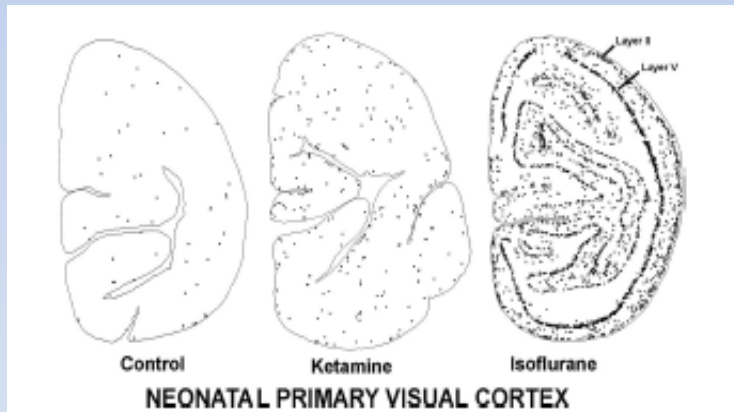 Layer II
Layer V
Control
Ketamine
Isoflurane
NEONATAL PRIMARY VISUAL CORTEX